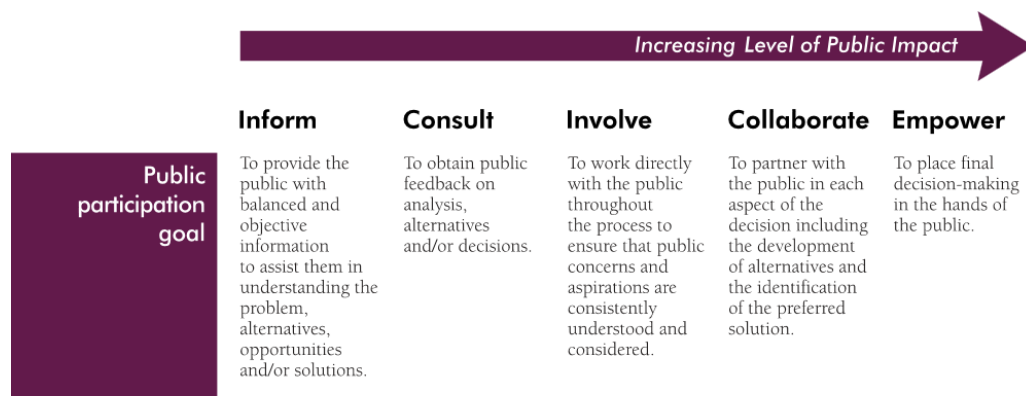 Increasing Level of Public Impact
Inform
Consult
Involve
Collaborate
Empower
Public
participation
goal
To provide the
public with
balanced and
objective
information
to assist them in
understanding the
problem,
alternatives,
opportunities
and/or solutions.
To obtain public
feedback on
analysis,
alternatives
and/or decisions.
To work directly
with the public
throughout
the process to
ensure that public
concerns and
aspirations are
consistently
understood and
considered.
To partner with
the public in each
aspect of the
decision including
the development
of alternatives and
the identification
of the preferred
solution.
To place final
decision-making
in the hands of
the public.